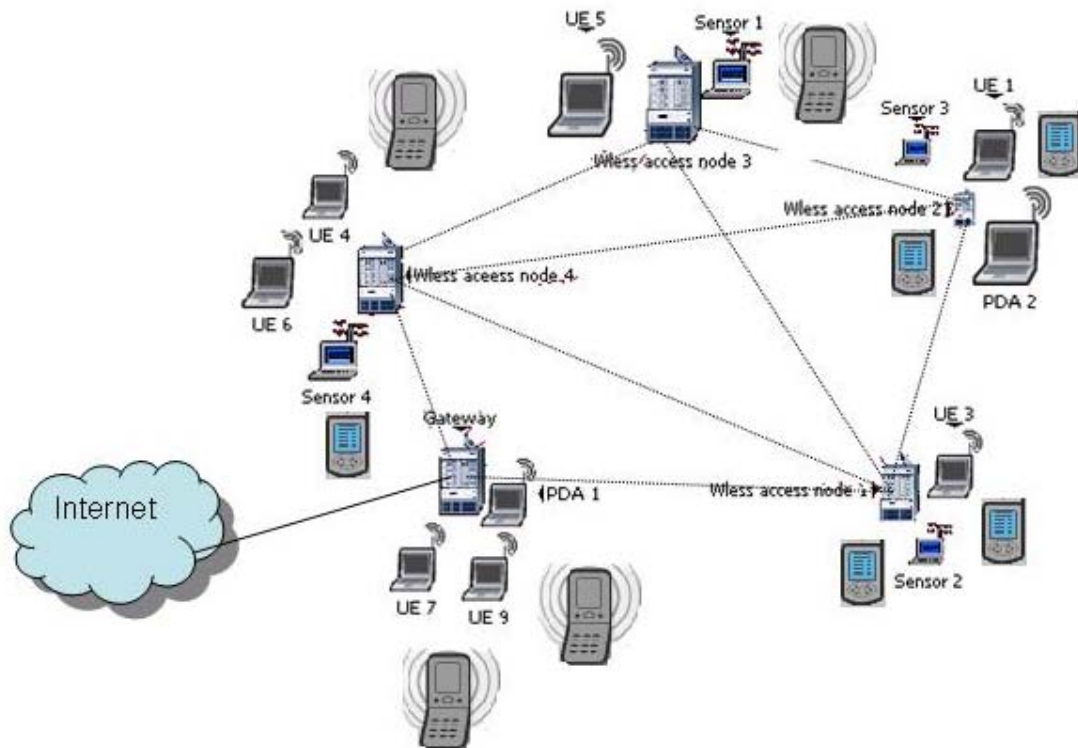 UE 5
Sensor 1
UE 1
Sensor 3
Wless access node 3
Wless access node 2
UE 4
Wless aceess node 4
PDA 2
UE 6
Sensor 4
Gateway
UE 3
Internet
PDA 1
Wless access node 1
UE 7
UE 9
Sensor 2